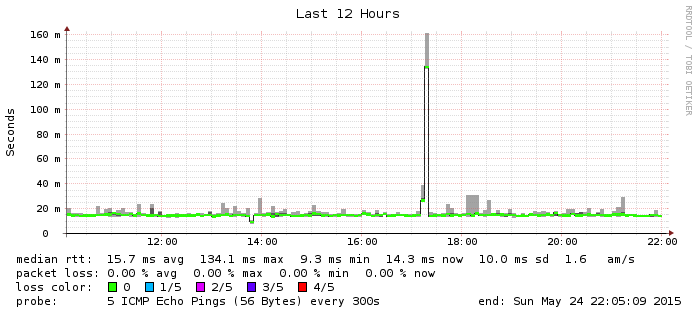 Last 12 Hours
RRDTOOL / TOBI OETIKER
Seconds
160 m
140 m
120 m
100 m
80 m
60 m
40 m
20 m
0
12:00 14:00 16:00 18:00 20:00 22:00
median rtt: 15.7 ms avg 134.1 ms max 9.3 ms min 14.3 ms now 10.0 ms sd 1.6 am/s
packet loss: 0.00 % avg 0.00 % max 0.00 % min 0.00 % now
loss color: 0 1/5 2/5 3/5 4/5
probe: 5 ICMP Echo Pings (56 Bytes) every 300s end: Sun May 24 22:05:09 2015